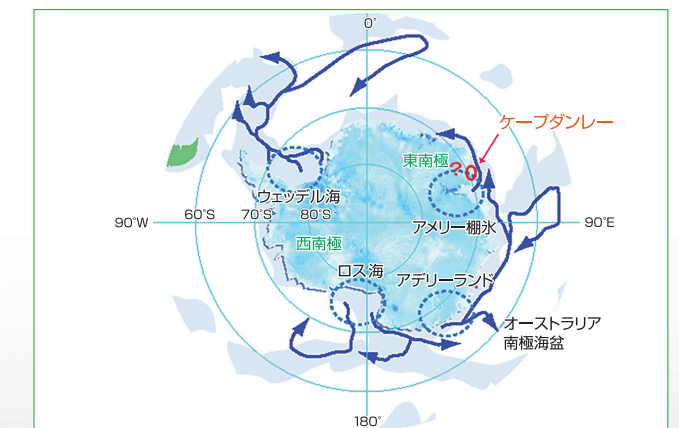 0°
ケープダンレー
東南極
?
ウェッデル海
60°S 70°S 80°S
90°W
90°E
アメリー棚氷
西南極
ロス海
アデリーランド
オーストラリア
南極海盆
180°